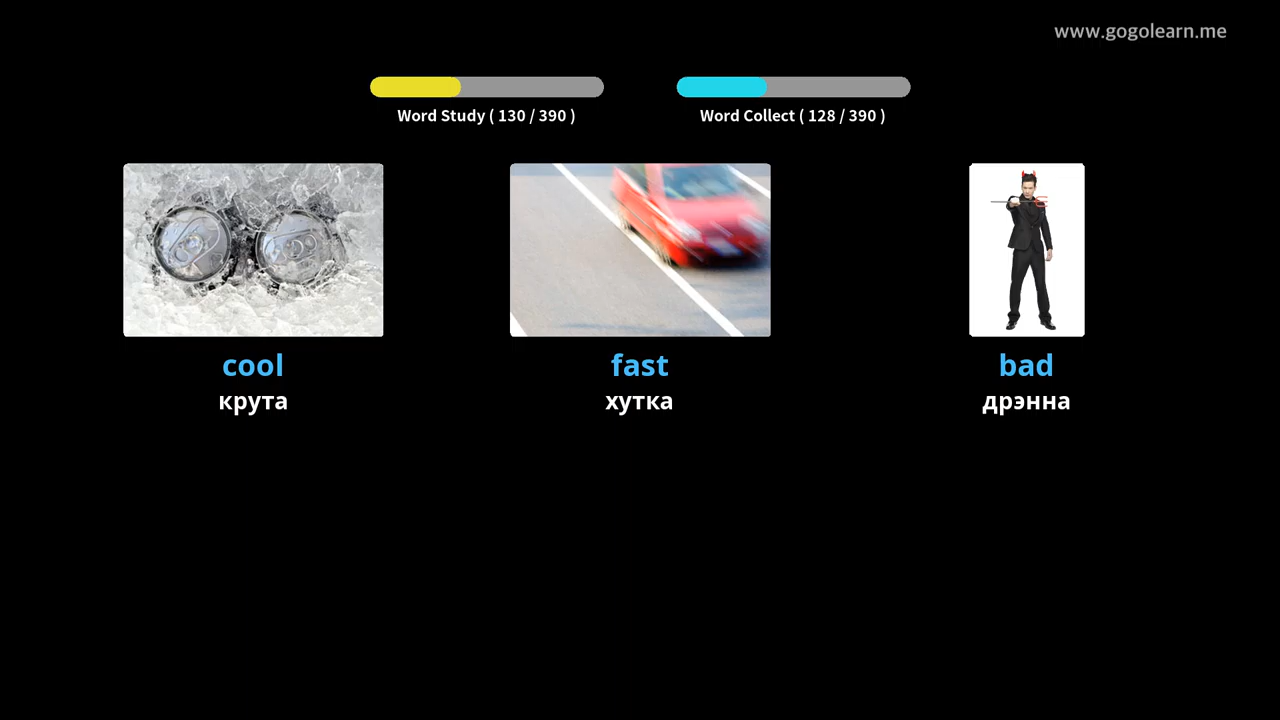 www.gogolearn.me
Word Study ( 130 / 390 )
Word Collect ( 128 / 390 )
cool
fast
bad
крута
хутка
дрэнна